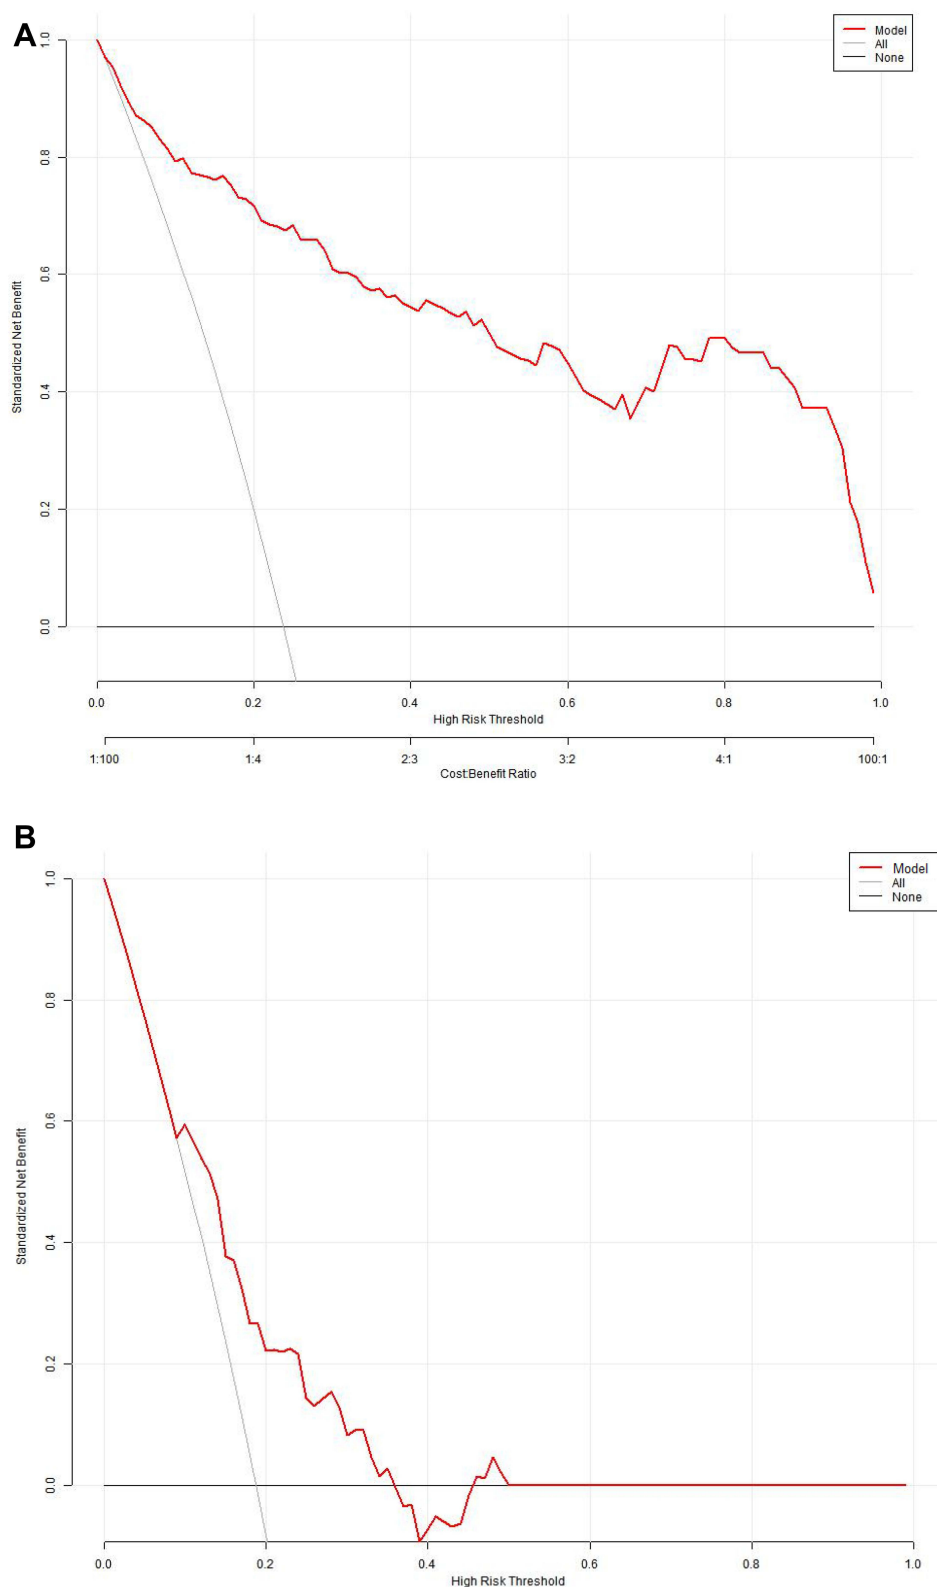 A
Model
All
None
1.0
0.8
0.6
0.4
0.2
0.0
Standardized Net Benefit
0.0 0.2 0.4 0.6 0.8 1.0
High Risk Threshold
1:100 1:4 2:3 3:2 4:1 100:1
Cost:Benefit Ratio
B
Model
All
None
1.0
0.8
0.6
0.4
0.2
0.0
Standardized Net Benefit
0.0 0.2 0.4 0.6 0.8 1.0
High Risk Threshold